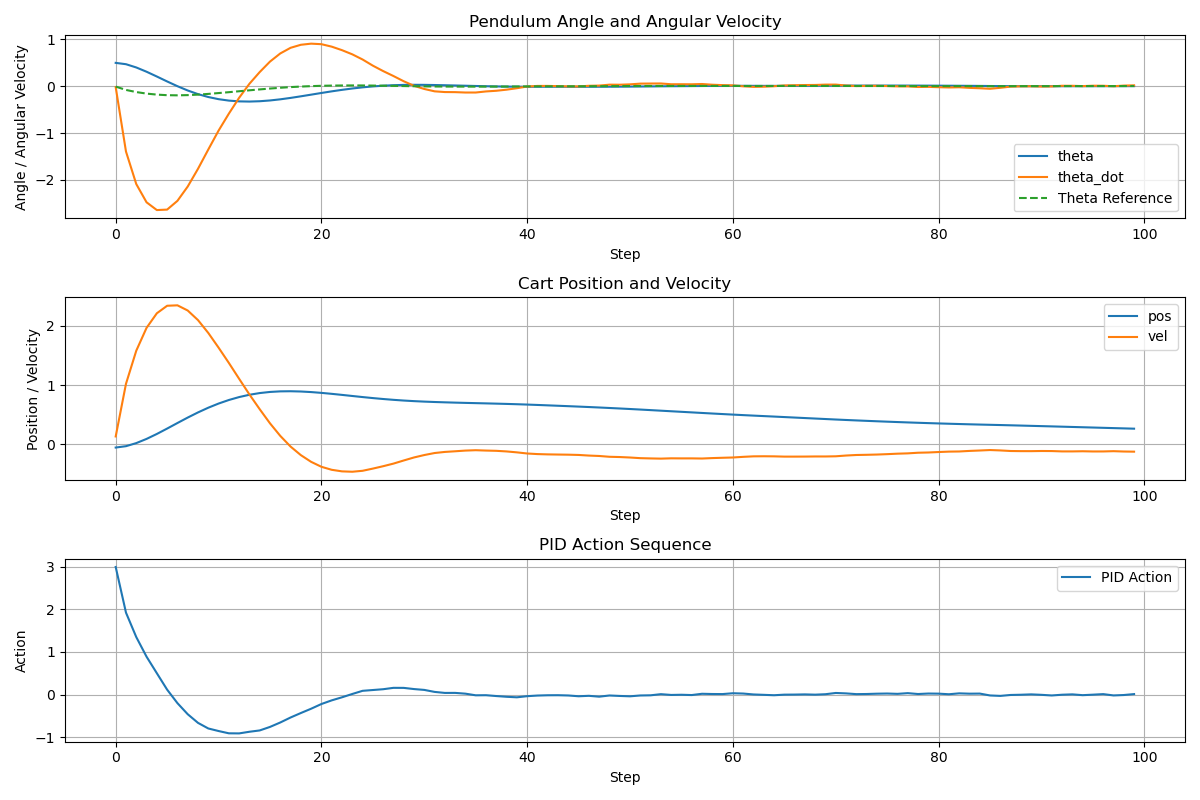 Pendulum Angle and Angular Velocity
Angle / Angular Velocity
1
0
−1
−2
theta
theta_dot
Theta Reference
0 20 40 60 80 100
Step
Cart Position and Velocity
Position / Velocity
2
1
0
pos
vel
0 20 40 60 80 100
Step
PID Action Sequence
Action
3
2
1
0
−1
PID Action
0 20 40 60 80 100
Step